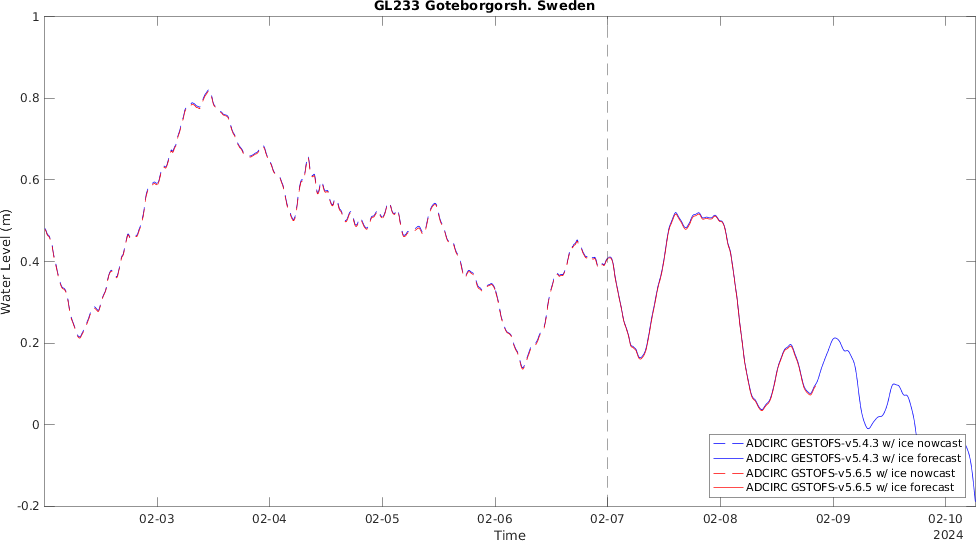 GL233 Goteborgorsh. Sweden
1
0.8
0.6
0.4
0.2
0
-0.2
Water Level (m)
02-03
02-04
02-05
02-06
02-07
02-08
02-09
02-10
2024
Time
ADCIRC GESTOFS-v5.4.3 w/ ice nowcast
ADCIRC GESTOFS-v5.4.3 w/ ice forecast
ADCIRC GSTOFS-v5.6.5 w/ ice nowcast
ADCIRC GSTOFS-v5.6.5 w/ ice forecast